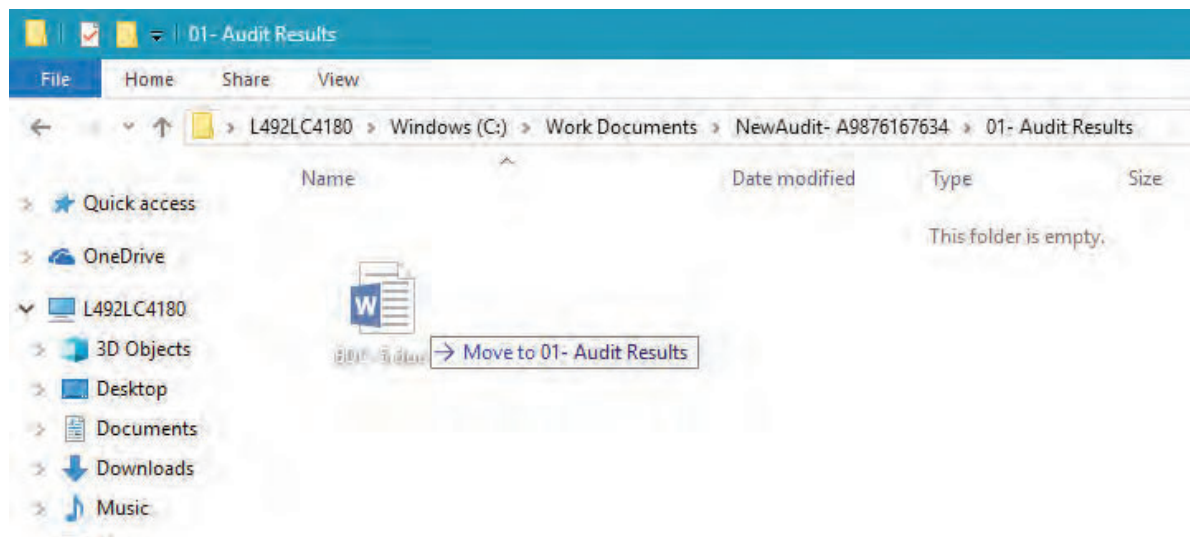 01- Audit Results
File Home Share View
L492LC4180 > Windows (C:) > Work Documents > NewAudit- A9876167634 > 01- Audit Results
Name Date modified Type Size
This folder is empty.
Quick access
OneDrive
L492LC4180
3D Objects
Desktop
Documents
Downloads
Music
W
→ Move to 01- Audit Results